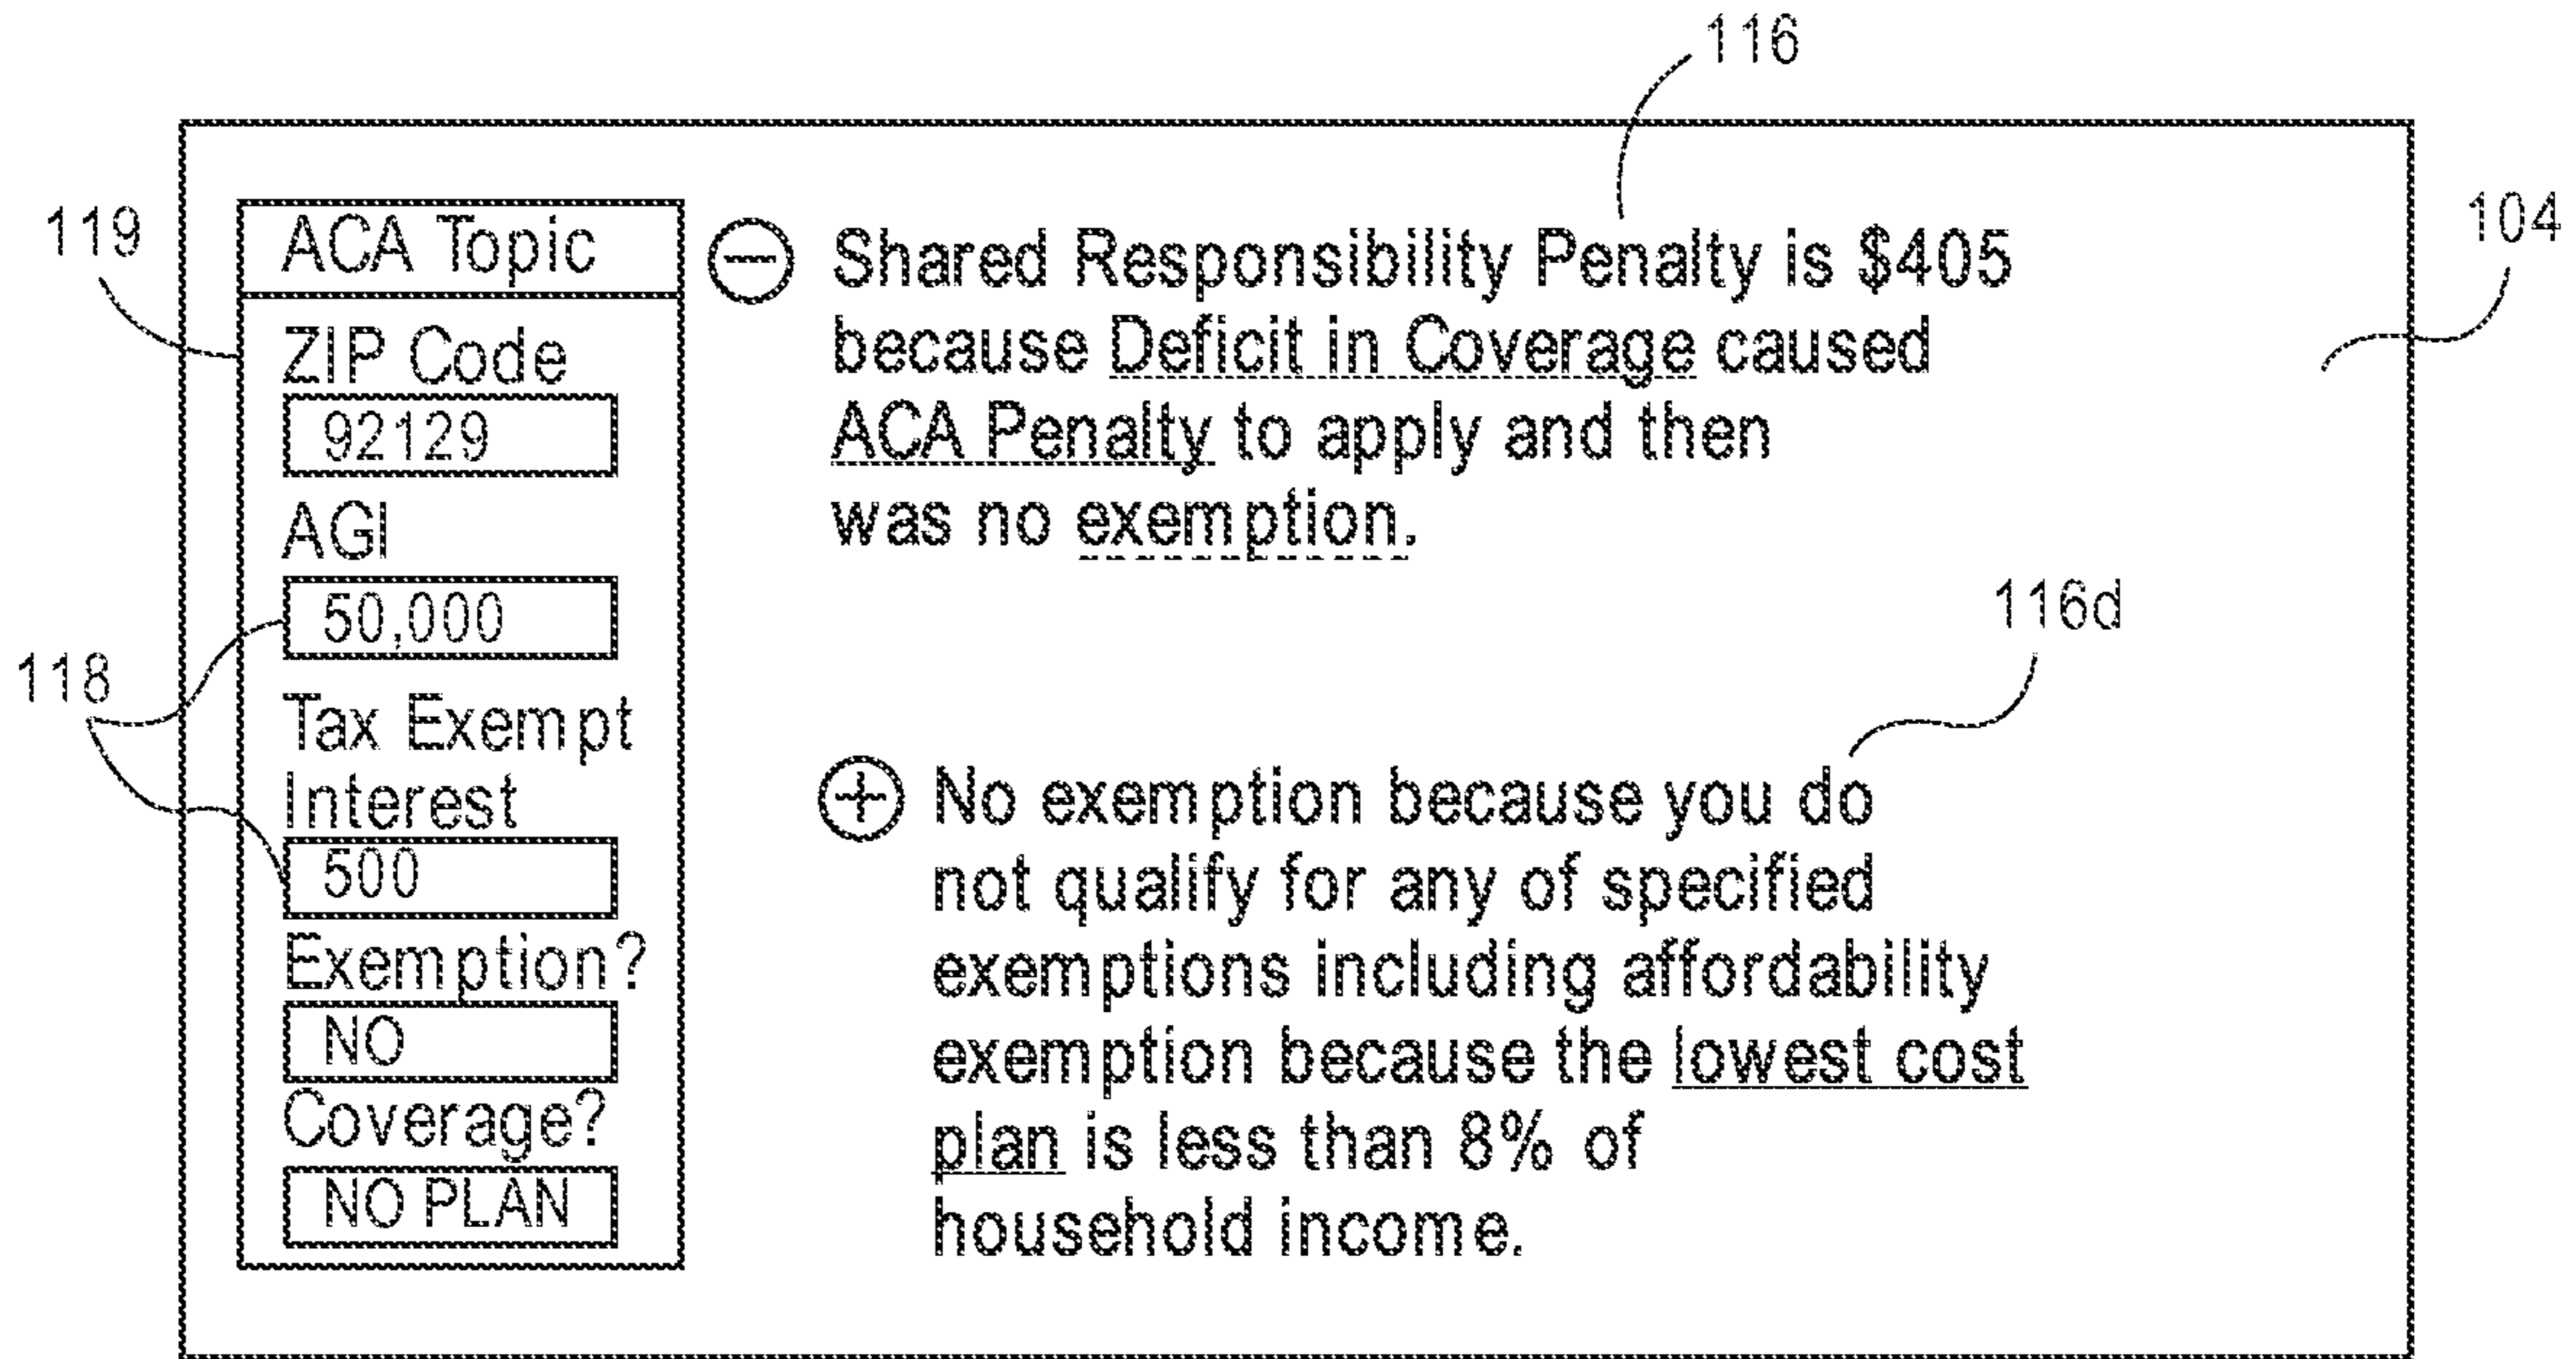 116
104
119
ACA Topic
ZIP Code
92129
AGI
50,000
118
Tax Exempt
Interest
500
Exemption?
NO
Coverage?
NO PLAN
Shared Responsibility Penalty is $405
because Deficit in Coverage caused
ACA Penalty to apply and then
was no exemption.
116d
No exemption because you do
not qualify for any of specified
exemptions including affordability
exemption because the lowest cost
plan is less than 8% of
household income.